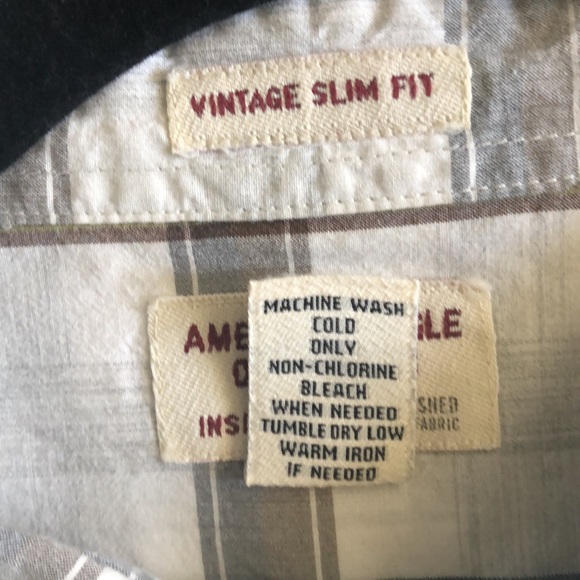 VINTAGE SLIM FIT
MACHINE WASH
COLD
ONLY
NON-CHLORINE
BLEACH
WHEN NEEDED
TUMBLE DRY LOW
WARM IRON
IF NEEDED